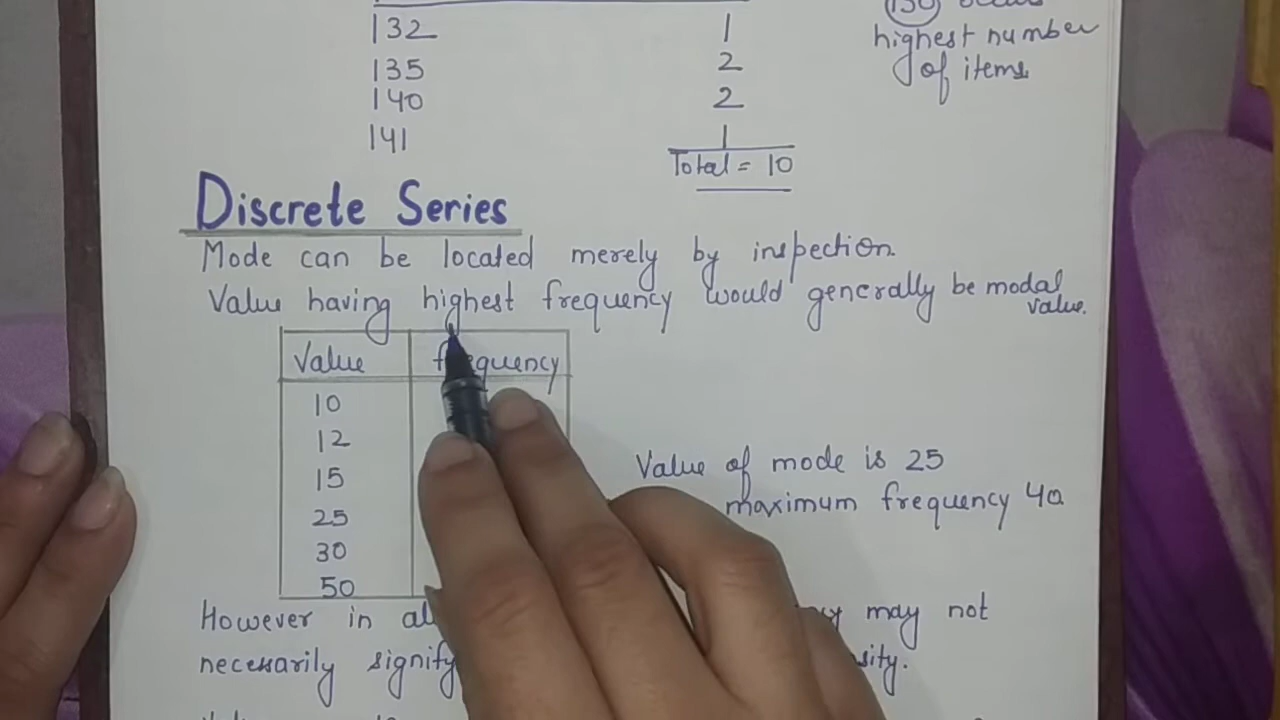 132 1
135 2
140 2
141 1
highest number
of items
Total = 10
Discrete Series
Mode can be located merely by inspection.
Value having highest frequency would generally be modal
value.
Value frequency
10
12
15
25
30
50
Value of mode is 25
maximum frequency 40
However in may not
necessarily signify